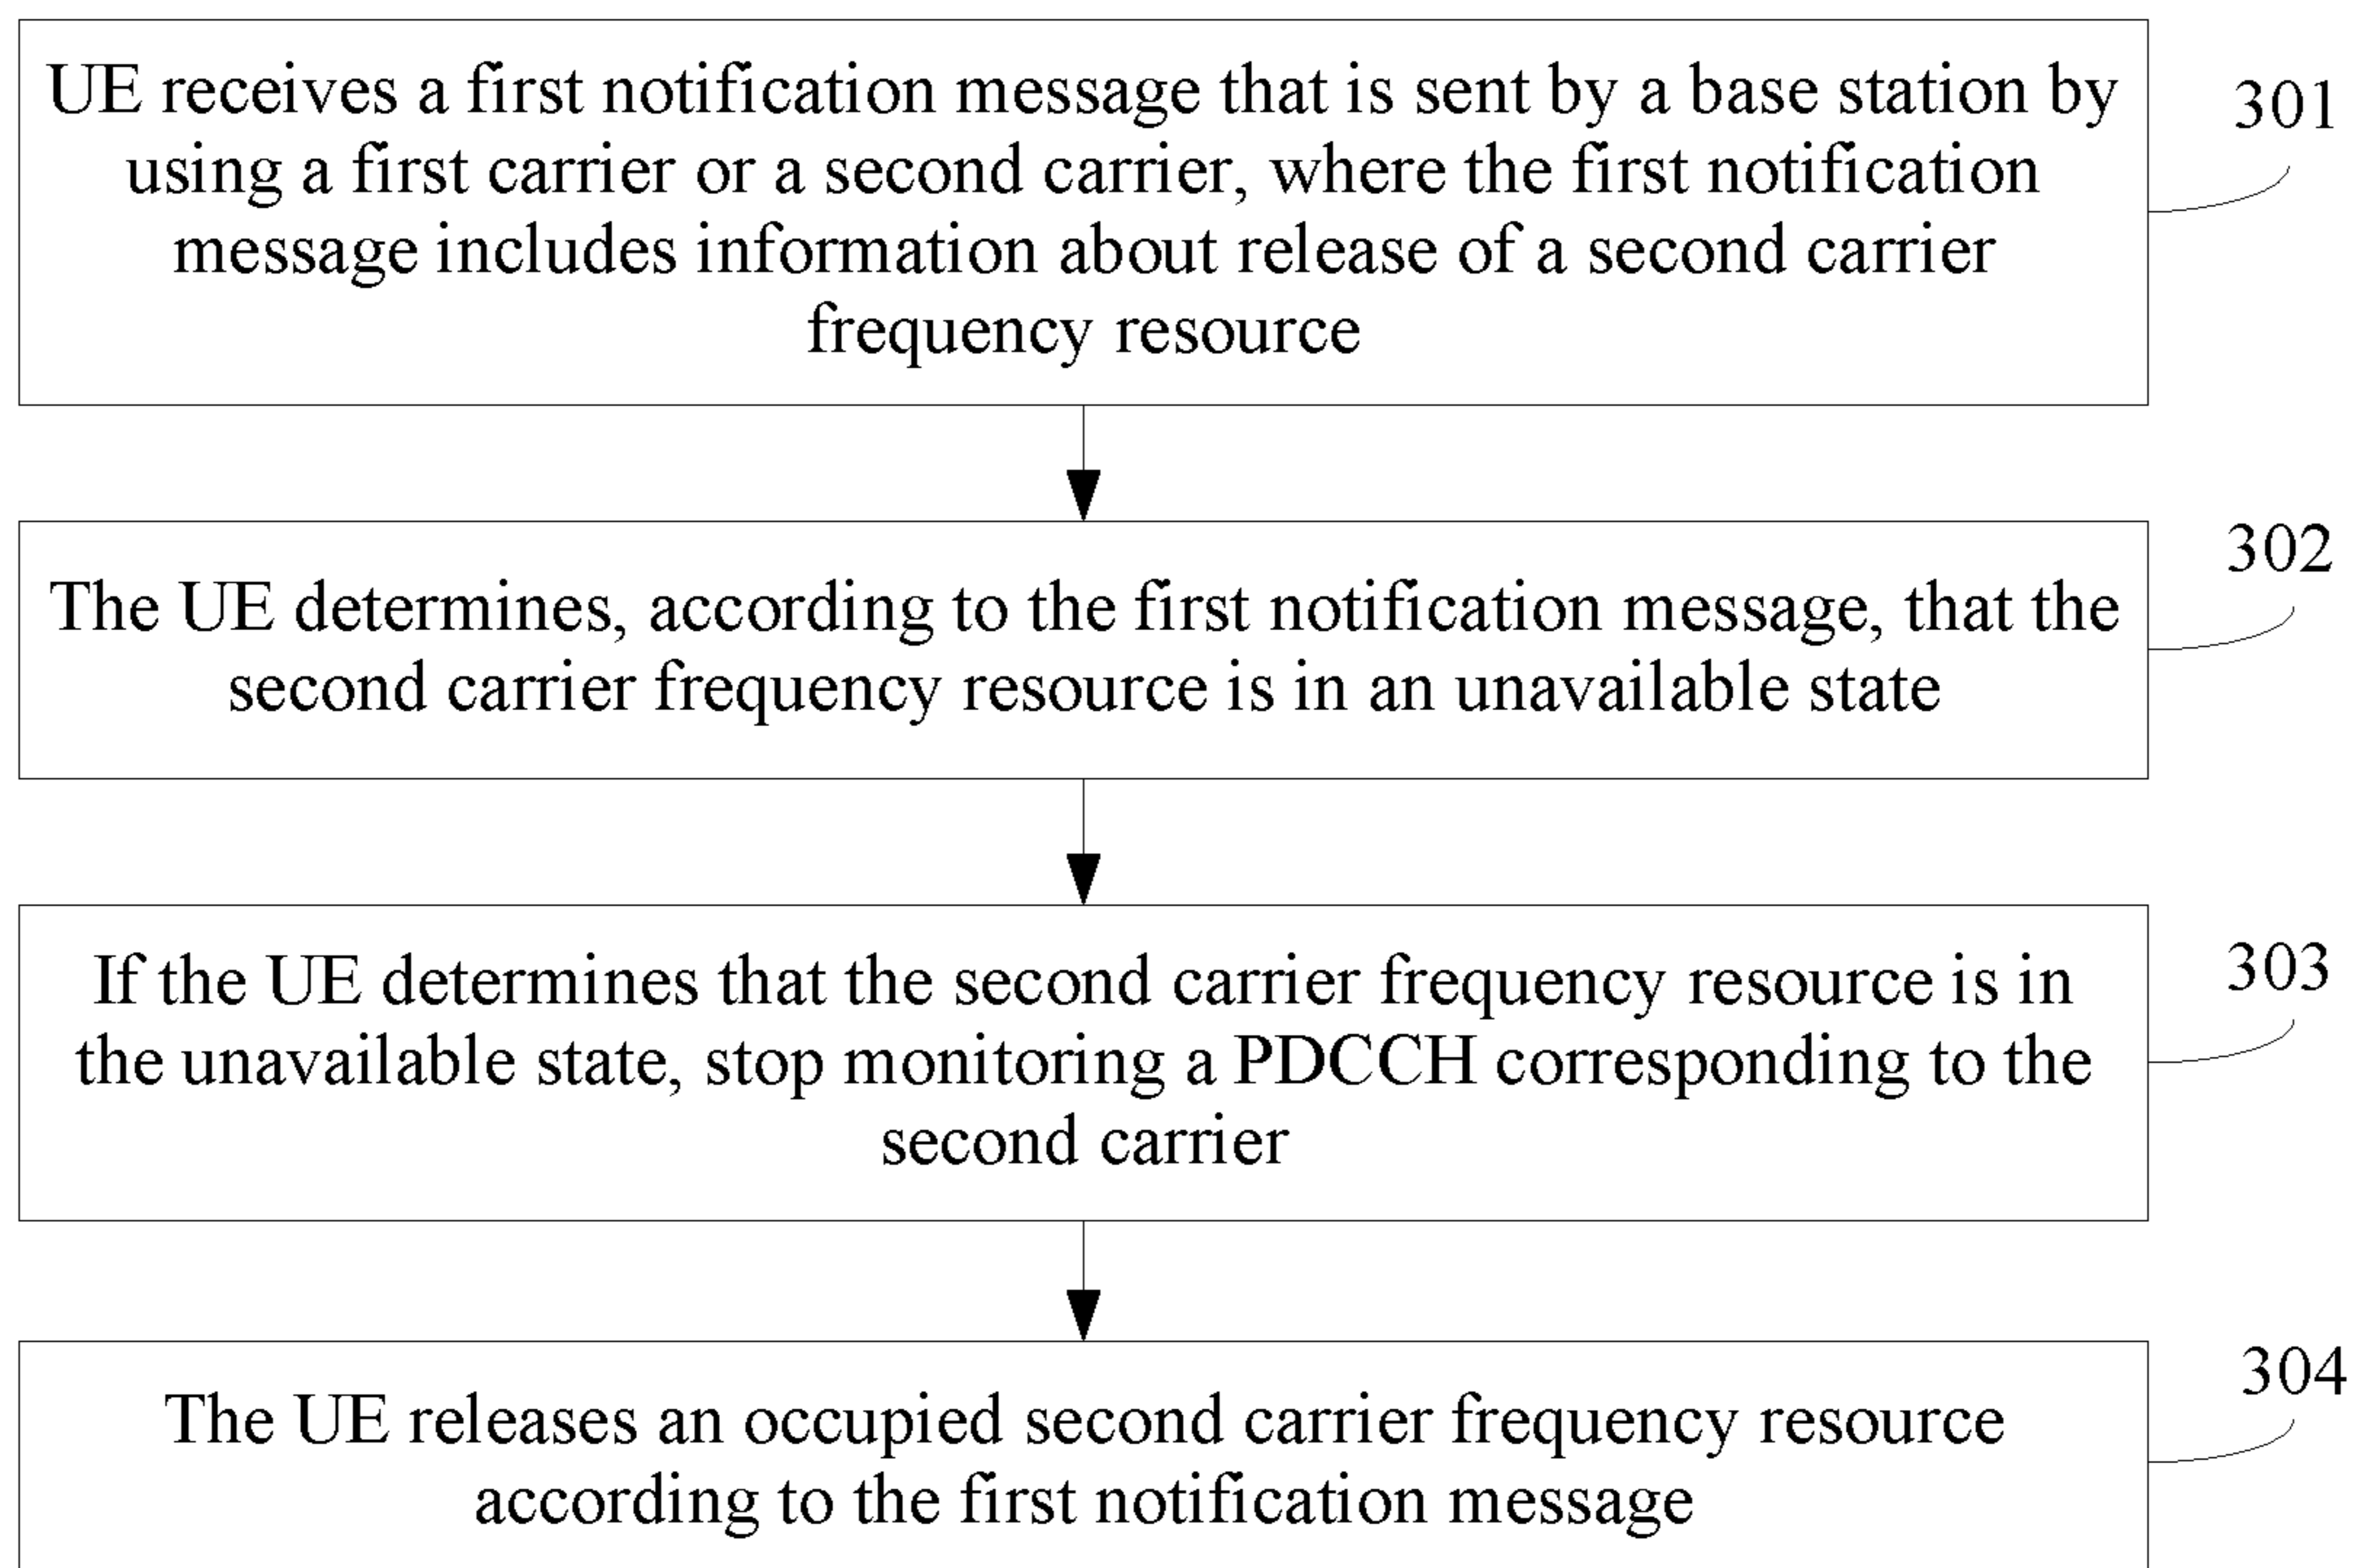 UE receives a first notification message that is sent by a base station by
using a first carrier or a second carrier, where the first notification
message includes information about release of a second carrier
frequency resource
301
The UE determines, according to the first notification message, that the
second carrier frequency resource is in an unavailable state
302
If the UE determines that the second carrier frequency resource is in
the unavailable state, stop monitoring a PDCCH corresponding to the
second carrier
303
The UE releases an occupied second carrier frequency resource
according to the first notification message
304